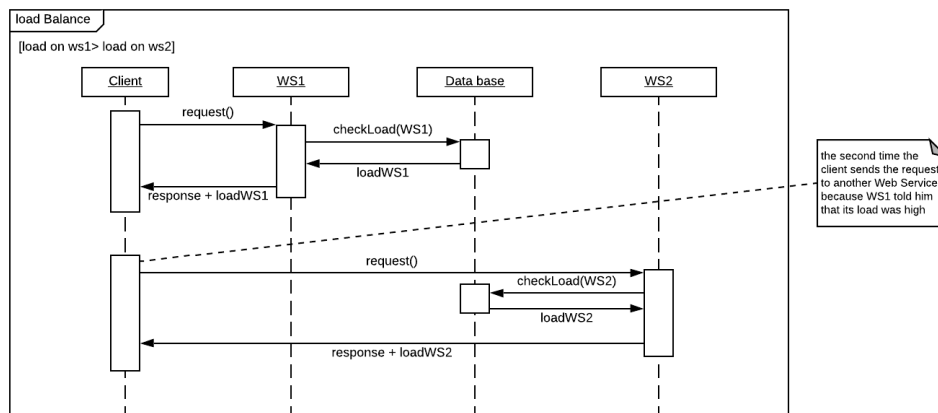 load Balance
[load on ws1> load on ws2]
Client
WS1
Data base
WS2
request()
checkLoad(WS1)
loadWS1
response + loadWS1
the second time the
client sends the request
to another Web Service
because WS1 told him
that its load was high
request()
checkLoad(WS2)
loadWS2
response + loadWS2